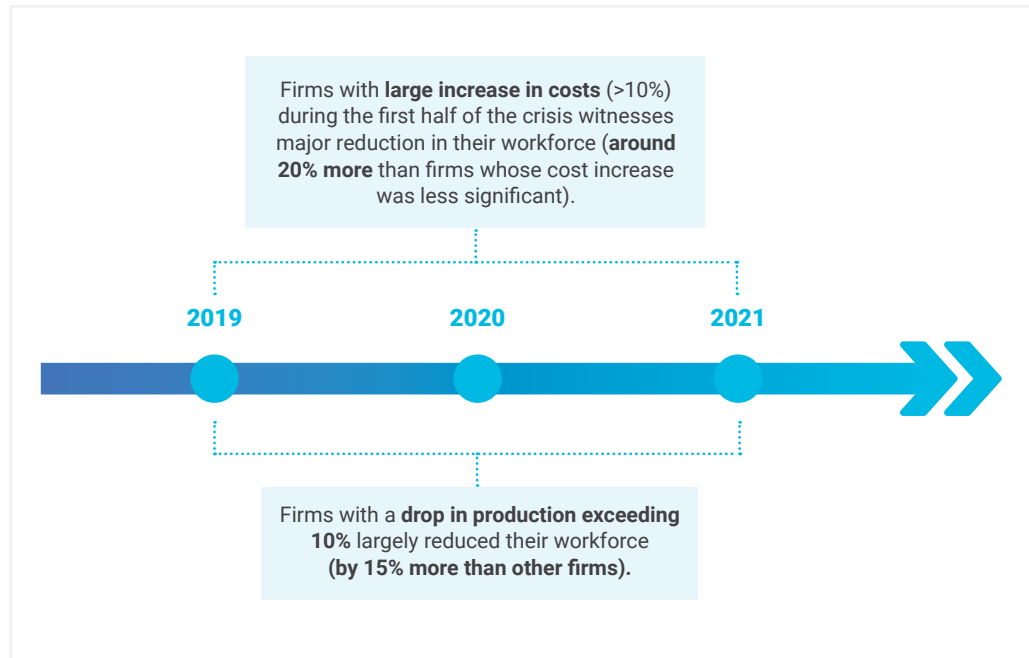 Firms with large increase in costs (>10%)
during the first half of the crisis witnesses
major reduction in their workforce (around
20% more than firms whose cost increase
was less significant).
2019
2020
2021
Firms with a drop in production exceeding
10% largely reduced their workforce
(by 15% more than other firms).